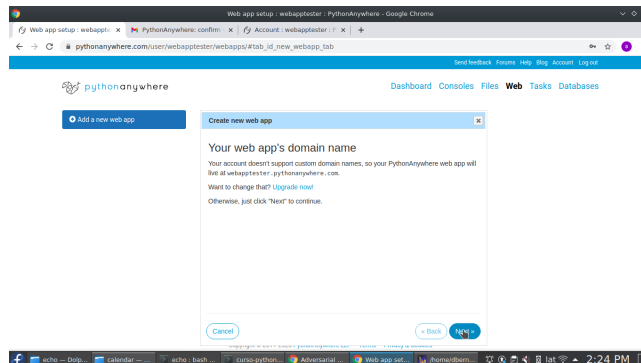 Web app setup : webapptester : PythonAnywhere - Google Chrome
Web app setup : webappte
PythonAnywhere: confirm
Account : webapptester : P
pythonanywhere.com/user/webapptester/webapps/#tab_id_new_webapp_tab
Send feedback Forums Help Blog Account Log out
pythonanywhere
Dashboard Consoles Files Web Tasks Databases
Add a new web app
Create new web app
Your web app's domain name
Your account doesn't support custom domain names, so your PythonAnywhere web app will
live at webapptester.pythonanywhere.com.
Want to change that? Upgrade now!
Otherwise, just click "Next" to continue.
Cancel
« Back
Next »
echo — Dolp...
calendar — ...
echo : bash ...
curso-python...
Adversarial ...
Web app set...
/home/dbern...
lat
2:24 PM